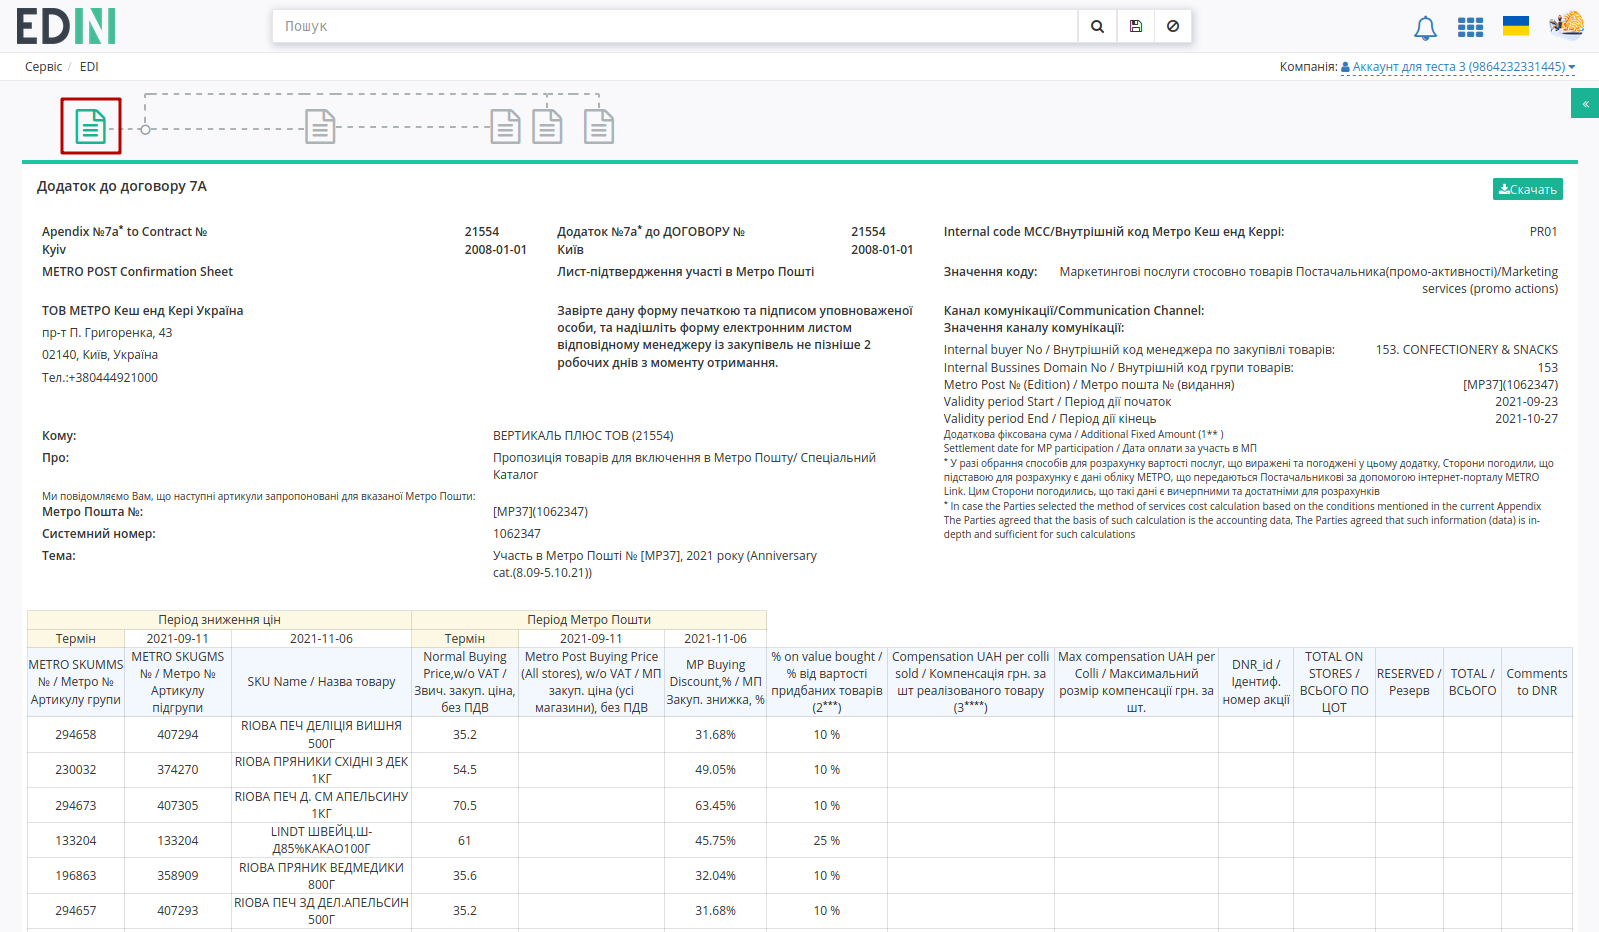 EDIN
Пошук
Сервіс / EDI
Компанія: Аккаунт для теста 3 (9864232331445)
«
Додаток до договору 7А
Скачать
Apendix №7a* to Contract № 21554
Kyiv 2008-01-01
METRO POST Confirmation Sheet
Додаток №7а* до ДОГОВОРУ № 21554
Київ 2008-01-01
Лист-підтвердження участі в Метро Пошті
Internal code MCC/Внутрішній код Метро Кеш енд Керрі: PR01
Значення коду: Маркетингові послуги стосовно товарів Постачальника(промо-активності)/Marketing
services (promo actions)
ТОВ МЕТРО Кеш енд Кері Україна
пр-т П. Григоренка, 43
02140, Київ, Україна
Тел.:+380444921000
Завірте дану форму печаткою та підписом уповноваженої
особи, та надішліть форму електронним листом
відповідному менеджеру із закупівель не пізніше 2
робочих днів з моменту отримання.
Канал комунікації/Communication Channel:
Значення каналу комунікації:
Internal buyer No / Внутрішній код менеджера по закупівлі товарів: 153. CONFECTIONERY & SNACKS
Internal Bussines Domain No / Внутрішній код групи товарів: 153
Metro Post № (Edition) / Метро пошта № (видання) [MP37](1062347)
Validity period Start / Період дії початок 2021-09-23
Validity period End / Період дії кінець 2021-10-27
Додаткова фіксована сума / Additional Fixed Amount (1** )
Settlement date for MP participation / Дата оплати за участь в МП
* У разі обрання способів для розрахунку вартості послуг, що виражені та погоджені у цьому додатку, Сторони погодили, що
підставою для розрахунку є дані обліку МЕТРО, що передаються Постачальникові за допомогою інтернет-порталу METRO
Link. Цим Сторони погодились, що такі дані є вичерпними та достатніми для розрахунків
* In case the Parties selected the method of services cost calculation based on the conditions mentioned in the current Appendix
The Parties agreed that the basis of such calculation is the accounting data, The Parties agreed that such information (data) is in-
depth and sufficient for such calculations
Кому: ВЕРТИКАЛЬ ПЛЮС ТОВ (21554)
Про: Пропозиція товарів для включення в Метро Пошту/ Спеціальний
Каталог
Ми повідомляємо Вам, що наступні артикули запропоновані для вказаної Метро Пошти:
Метро Пошта №: [MP37](1062347)
Системний номер: 1062347
Тема: Участь в Метро Пошті № [MP37], 2021 року (Anniversary
cat.(8.09-5.10.21))
Період зниження цін Період Метро Пошти
Термін 2021-09-11 2021-11-06 Термін 2021-09-11 2021-11-06
METRO SKUMMS
№ / Метро №
Артикулу групи
METRO SKUGMS
№ / Метро №
Артикулу
підгрупи
SKU Name / Назва товару
Normal Buying
Price,w/o VAT /
Звич. закуп. ціна,
без ПДВ
Metro Post Buying Price
(All stores), w/o VAT / МП
закуп. ціна (усі
магазини), без ПДВ
MP Buying
Discount,% / МП
Закуп. знижка, %
% on value bought /
% від вартості
придбаних товарів
(2***)
Compensation UAH per colli
sold / Компенсація грн. за
шт реалізованого товару
(3****)
Max compensation UAH per
Colli / Максимальний
розмір компенсації грн. за
шт.
DNR_id /
Ідентиф.
номер акції
TOTAL ON
STORES /
ВСЬОГО ПО
ЦОТ
RESERVED /
Резерв
TOTAL /
ВСЬОГО
Comments
to DNR
294658 407294 RIOBA ПЕЧ ДЕЛІЦІЯ ВИШНЯ
500Г 35.2 31.68% 10 %
230032 374270 RIOBA ПРЯНИКИ СХІДНІ З ДЕК
1КГ 54.5 49.05% 10 %
294673 407305 RIOBA ПЕЧ Д. СМ АПЕЛЬСИНУ
1КГ 70.5 63.45% 10 %
133204 133204 LINDT ШВЕЙЦ.Ш-
Д85%КАКАО100Г 61 45.75% 25 %
196863 358909 RIOBA ПРЯНИК ВЕДМЕДИКИ
800Г 35.6 32.04% 10 %
294657 407293 RIOBA ПЕЧ ЗД ДЕЛ.АПЕЛЬСИН
500Г 35.2 31.68% 10 %